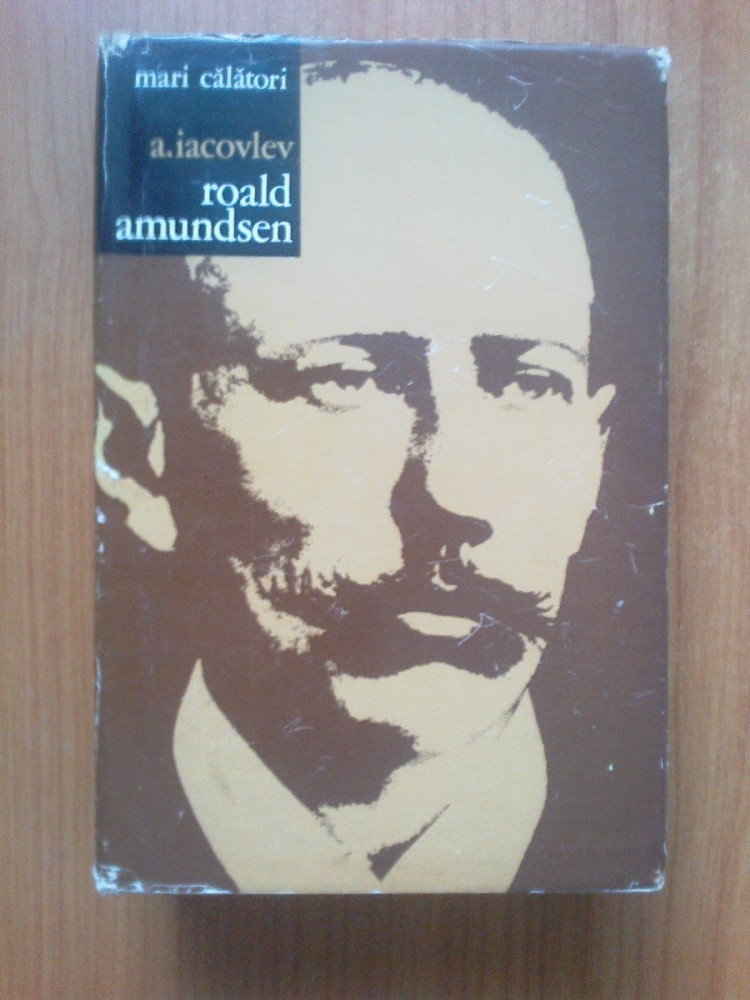 mari călători
a.iacovlev
roald
amundsen